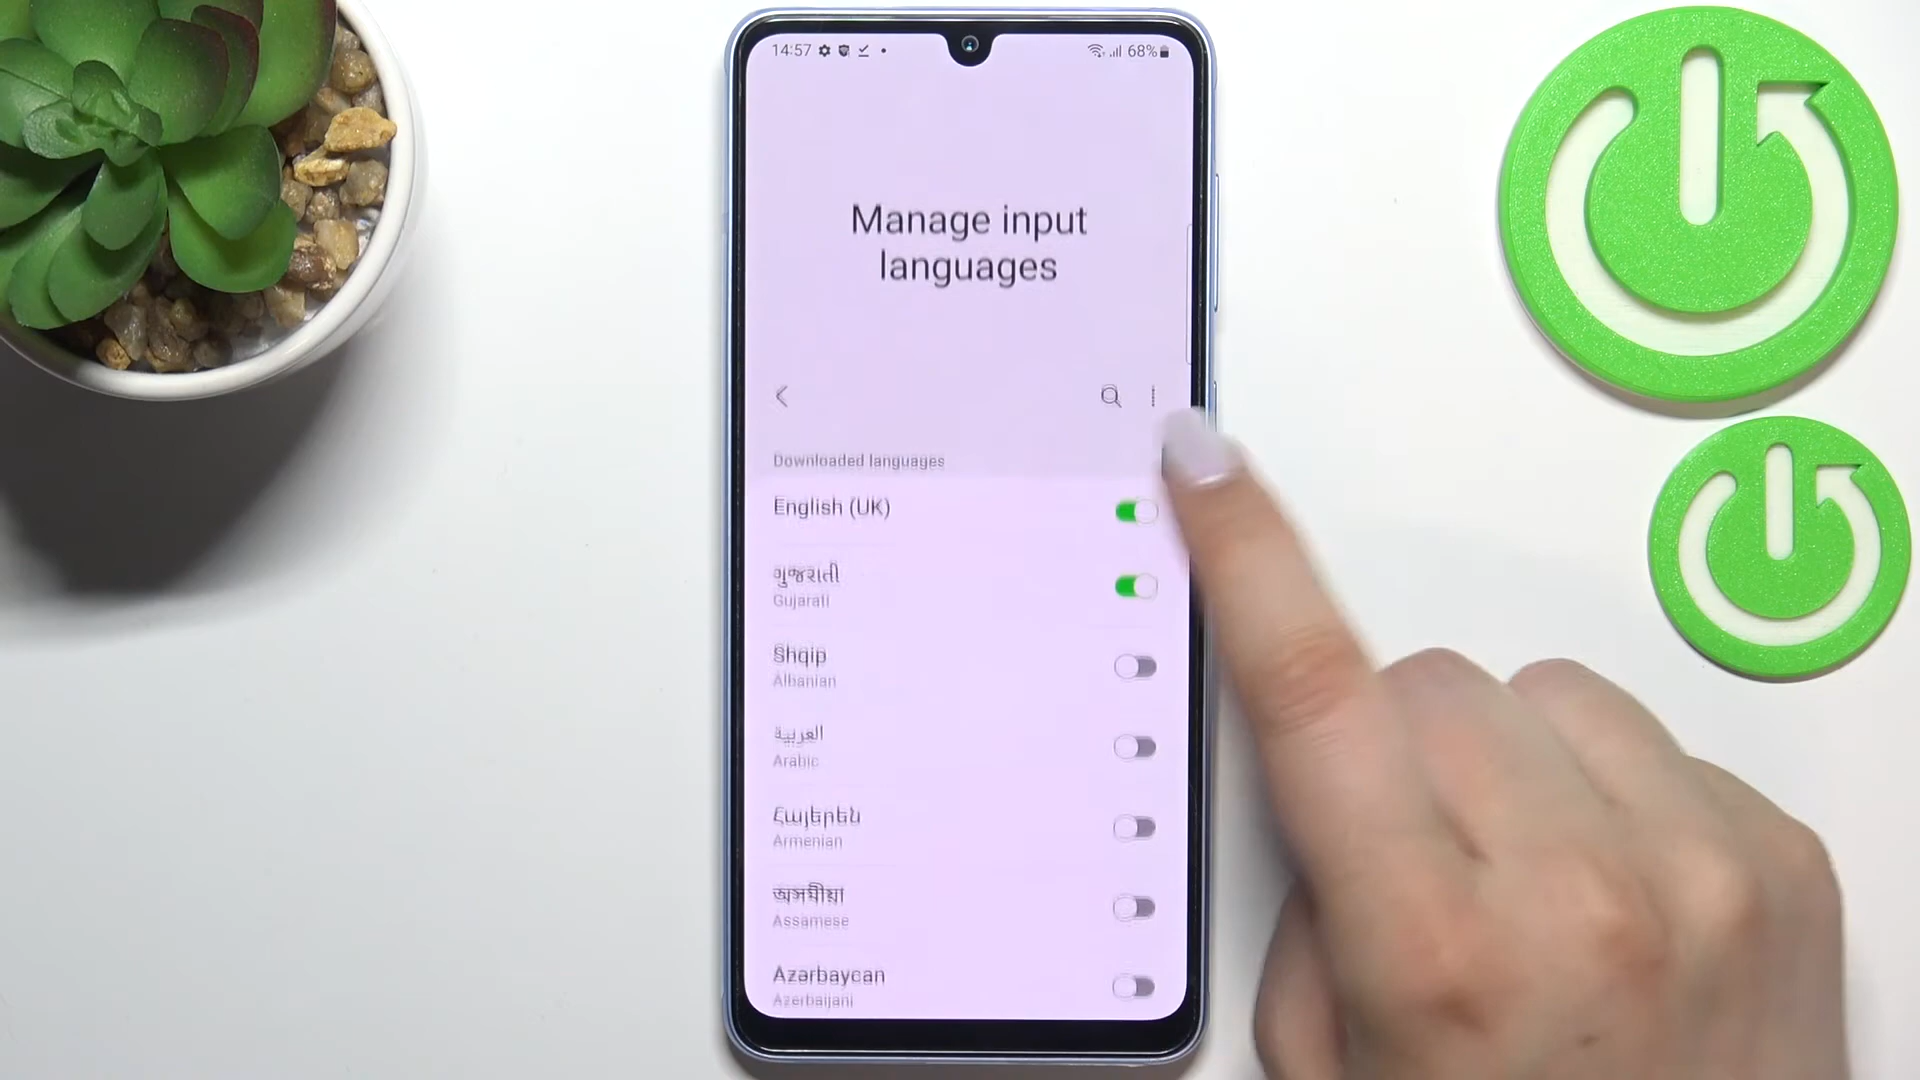 14:57
68%
Manage input
languages
Downloaded languages
English (UK)
ગુજરાતી
Gujarati
Shqip
Albanian
العربية
Arabic
Հայերեն
Armenian
অসমীয়া
Assamese
Azərbaycan
Azerbaijani